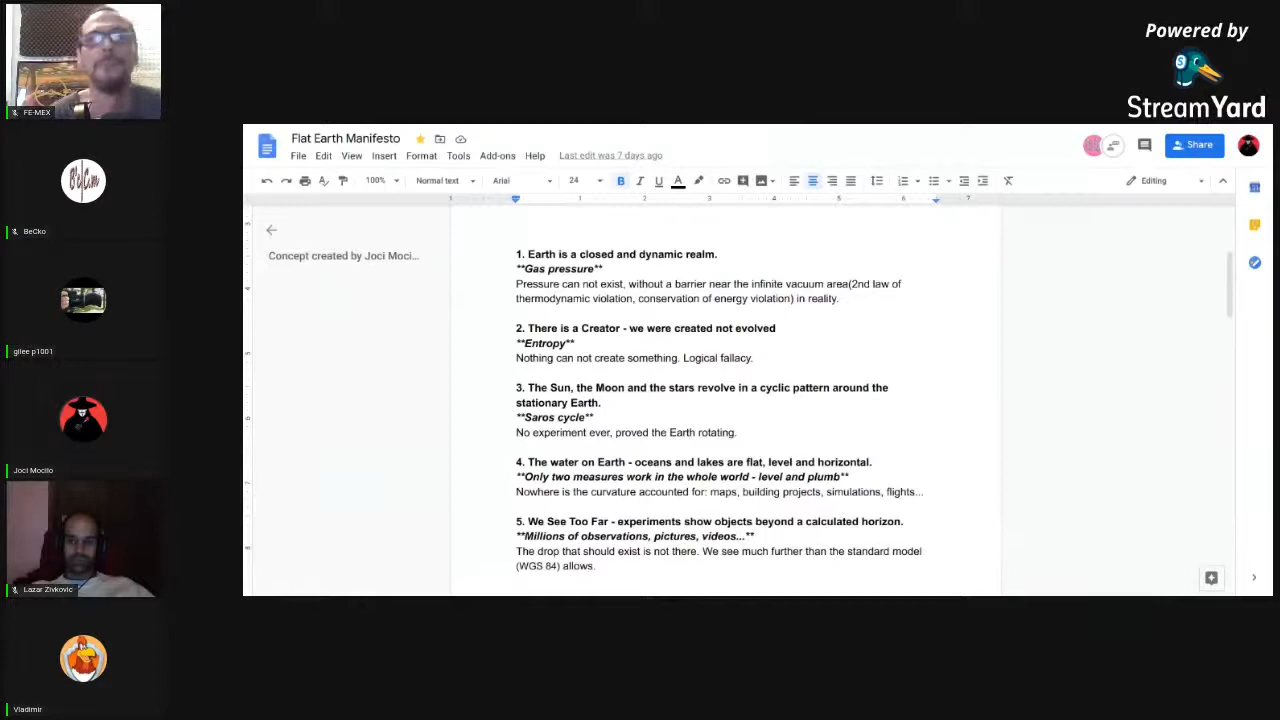 FE-MEX
BeCko
gilee p1001
Joci Mocilo
Lazar Zivkovic
Vladimir
Powered by
StreamYard
Flat Earth Manifesto
File Edit View Insert Format Tools Add-ons Help Last edit was 7 days ago
Share
100% Normal text Arial 24 B I U A Editing
1 1 2 3 4 5 6 7
Concept created by Joci Moci...
1. Earth is a closed and dynamic realm.
**Gas pressure**
Pressure can not exist, without a barrier near the infinite vacuum area(2nd law of
thermodynamic violation, conservation of energy violation) in reality.
2. There is a Creator - we were created not evolved
**Entropy**
Nothing can not create something. Logical fallacy.
3. The Sun, the Moon and the stars revolve in a cyclic pattern around the
stationary Earth.
**Saros cycle**
No experiment ever, proved the Earth rotating.
4. The water on Earth - oceans and lakes are flat, level and horizontal.
**Only two measures work in the whole world - level and plumb**
Nowhere is the curvature accounted for: maps, building projects, simulations, flights...
5. We See Too Far - experiments show objects beyond a calculated horizon.
**Millions of observations, pictures, videos...**
The drop that should exist is not there. We see much further than the standard model
(WGS 84) allows.